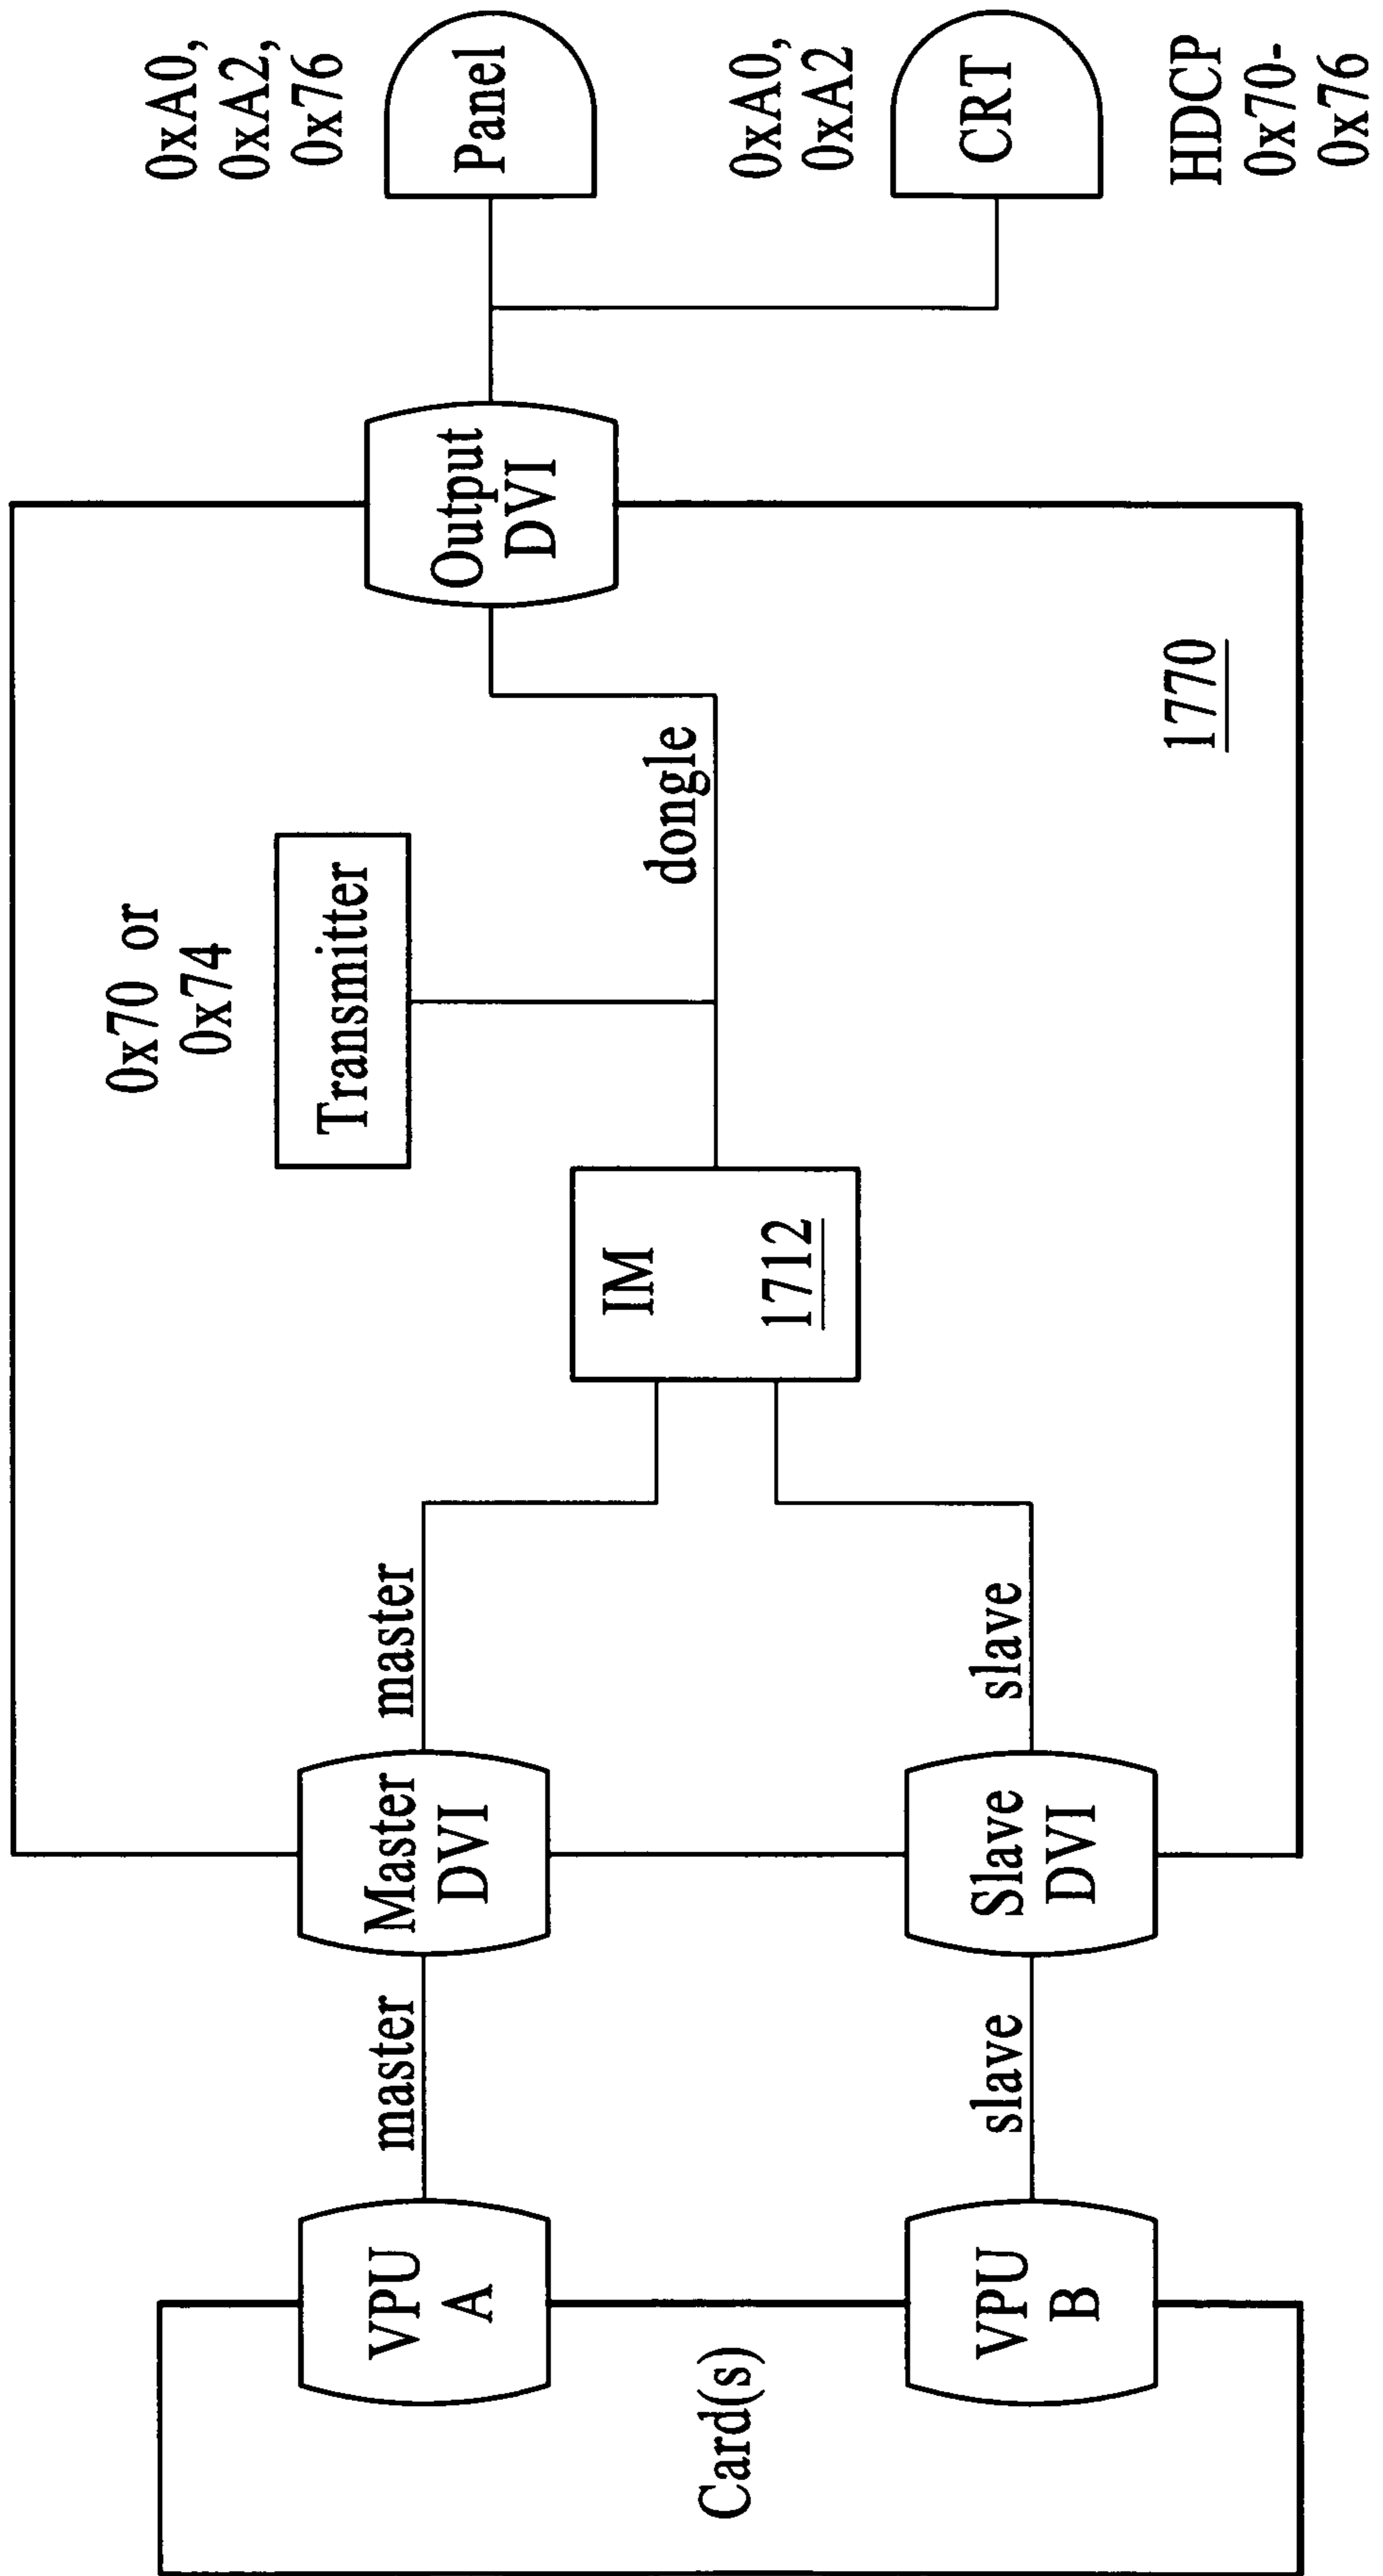 Card(s)
VPU
A
VPU
B
master
slave
Master
DVI
Slave
DVI
master
slave
IM
1712
0x70 or
0x74
Transmitter
dongle
1770
Output
DVI
0xA0,
0xA2,
0x76
Panel
0xA0,
0xA2
CRT
HDCP
0x70-
0x76